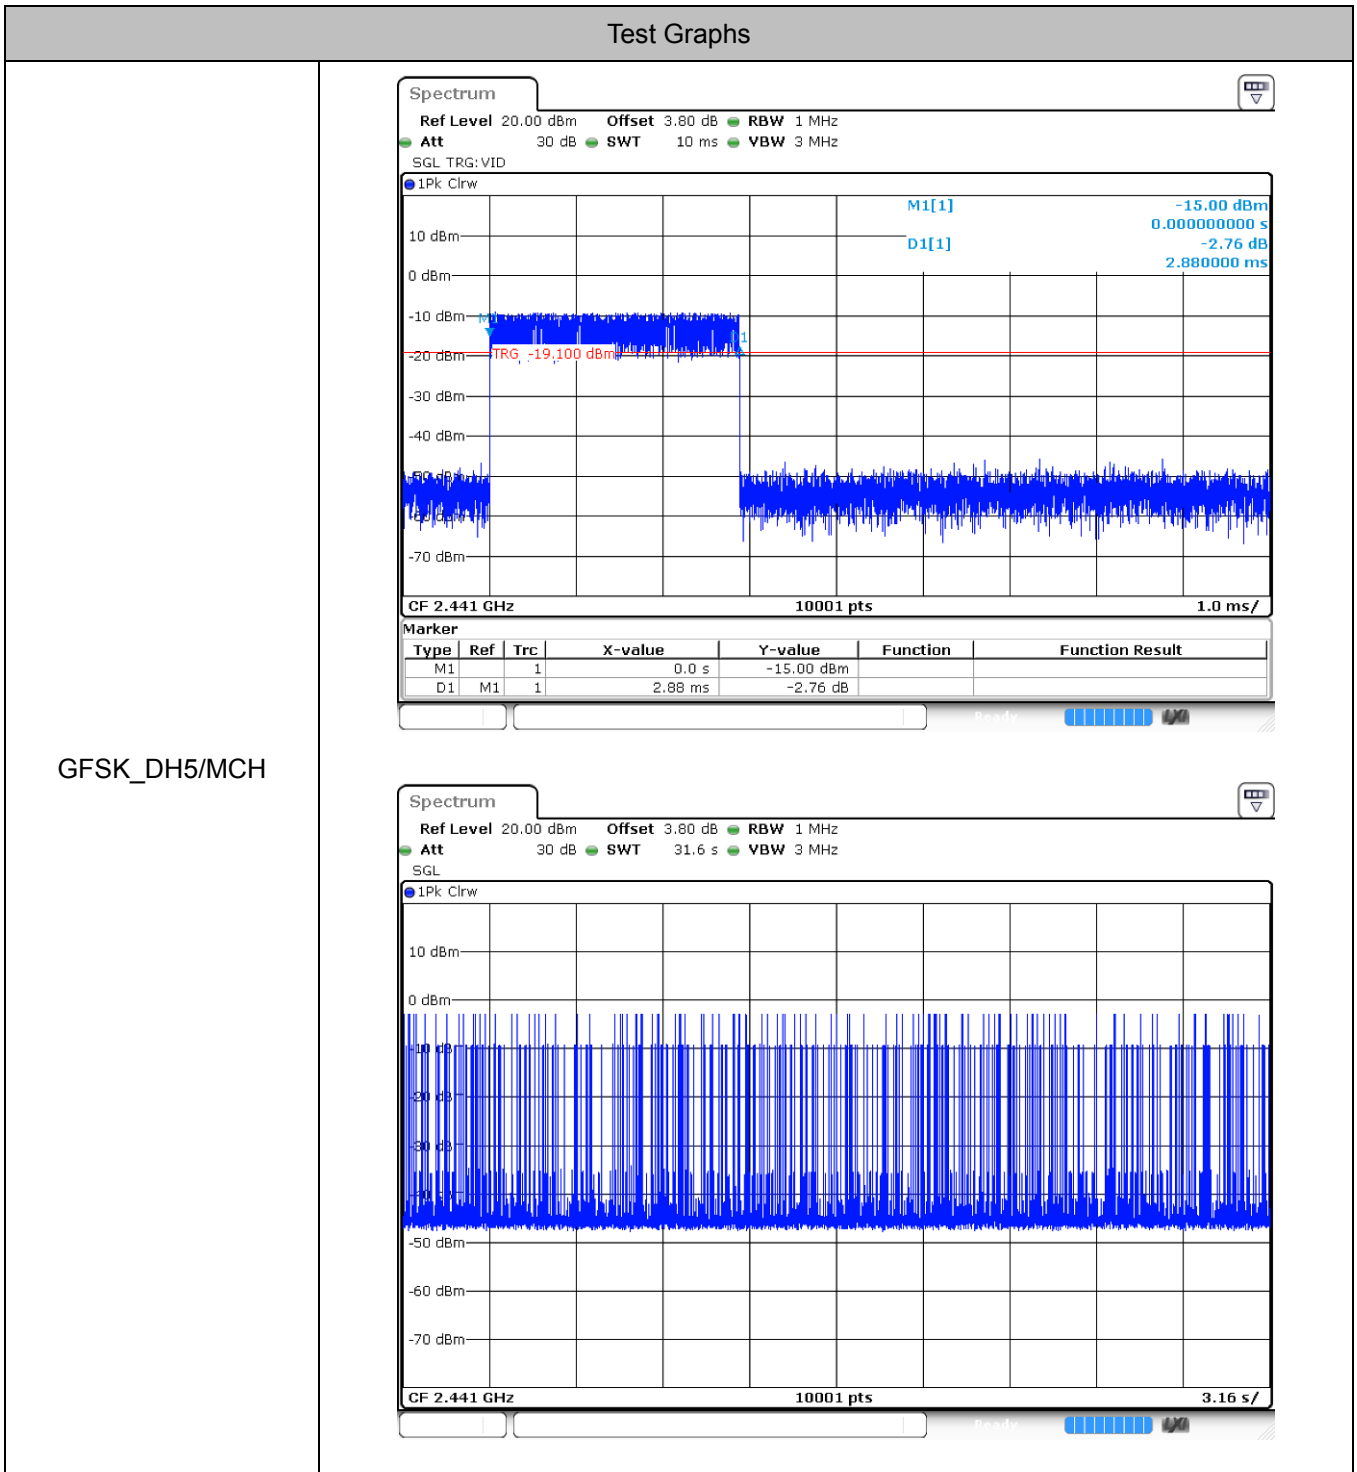 Test Graphs
GFSK_DH5/MCH
Spectrum
Ref Level 20.00 dBm Offset 3.80 dB RBW 1 MHz
Att 30 dB SWT 10 ms VBW 3 MHz
SGL TRG:VID
1Pk Clrw
M1[1] -15.00 dBm
0.000000000 s
D1[1] -2.76 dB
2.880000 ms
10 dBm
0 dBm
-10 dBm
-20 dBm
TRG -19.100 dBm
-30 dBm
-40 dBm
-70 dBm
CF 2.441 GHz 10001 pts 1.0 ms/
Marker
Type Ref Trc X-value Y-value Function Function Result
M1 1 0.0 s -15.00 dBm
D1 M1 1 2.88 ms -2.76 dB
Ready
Spectrum
Ref Level 20.00 dBm Offset 3.80 dB RBW 1 MHz
Att 30 dB SWT 31.6 s VBW 3 MHz
SGL
1Pk Clrw
10 dBm
0 dBm
-50 dBm
-60 dBm
-70 dBm
CF 2.441 GHz 10001 pts 3.16 s/
Ready